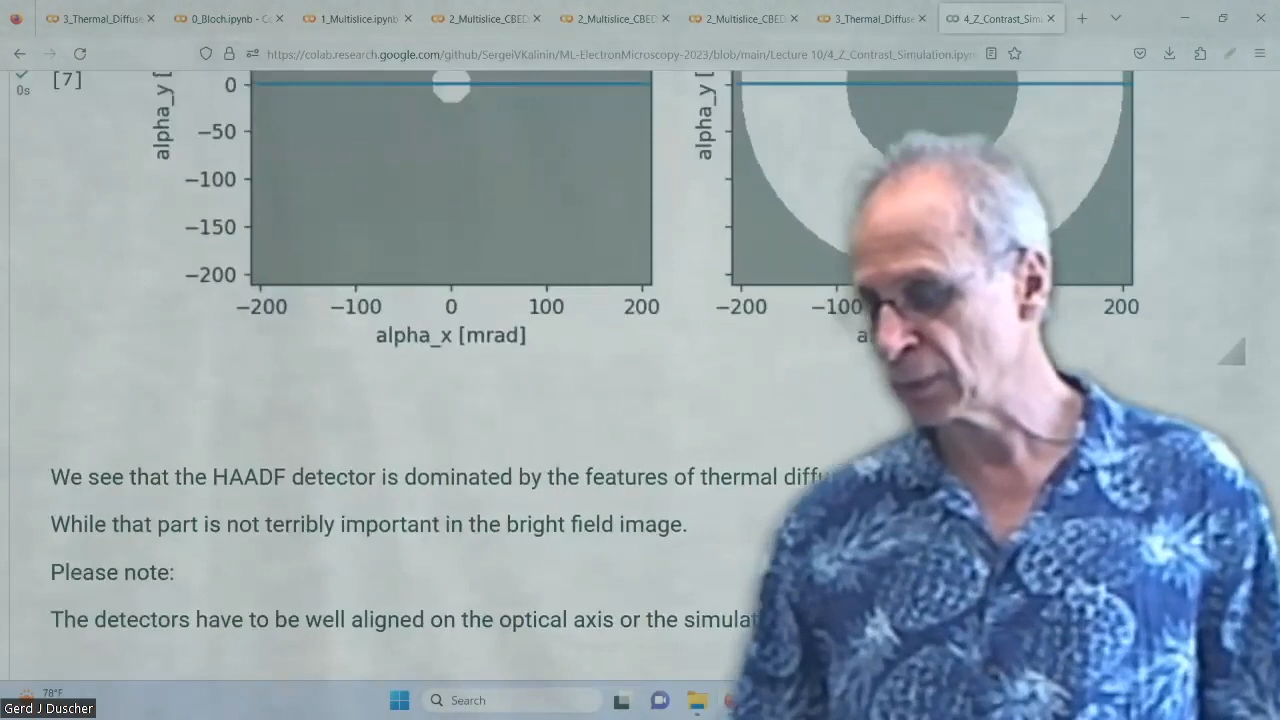 3_Thermal_Diffuse
0_Bloch.ipynb - Co
1_Multislice.ipynb
2_Multislice_CBED
2_Multislice_CBED
2_Multislice_CBED
3_Thermal_Diffuse
4_Z_Contrast_Sim
https://colab.research.google.com/github/SergeiVKalinin/ML-ElectronMicroscopy-2023/blob/main/Lecture 10/4_Z_Contrast_Simulation.ipyn
[7]
0s
alpha_y [
0
−50
−100
−150
−200
−200 −100 0 100 200
alpha_x [mrad]
alpha_y [
−200 −100 200
We see that the HAADF detector is dominated by the features of thermal diffu
While that part is not terribly important in the bright field image.
Please note:
The detectors have to be well aligned on the optical axis or the simulat
78°F
Search
Gerd J Duscher